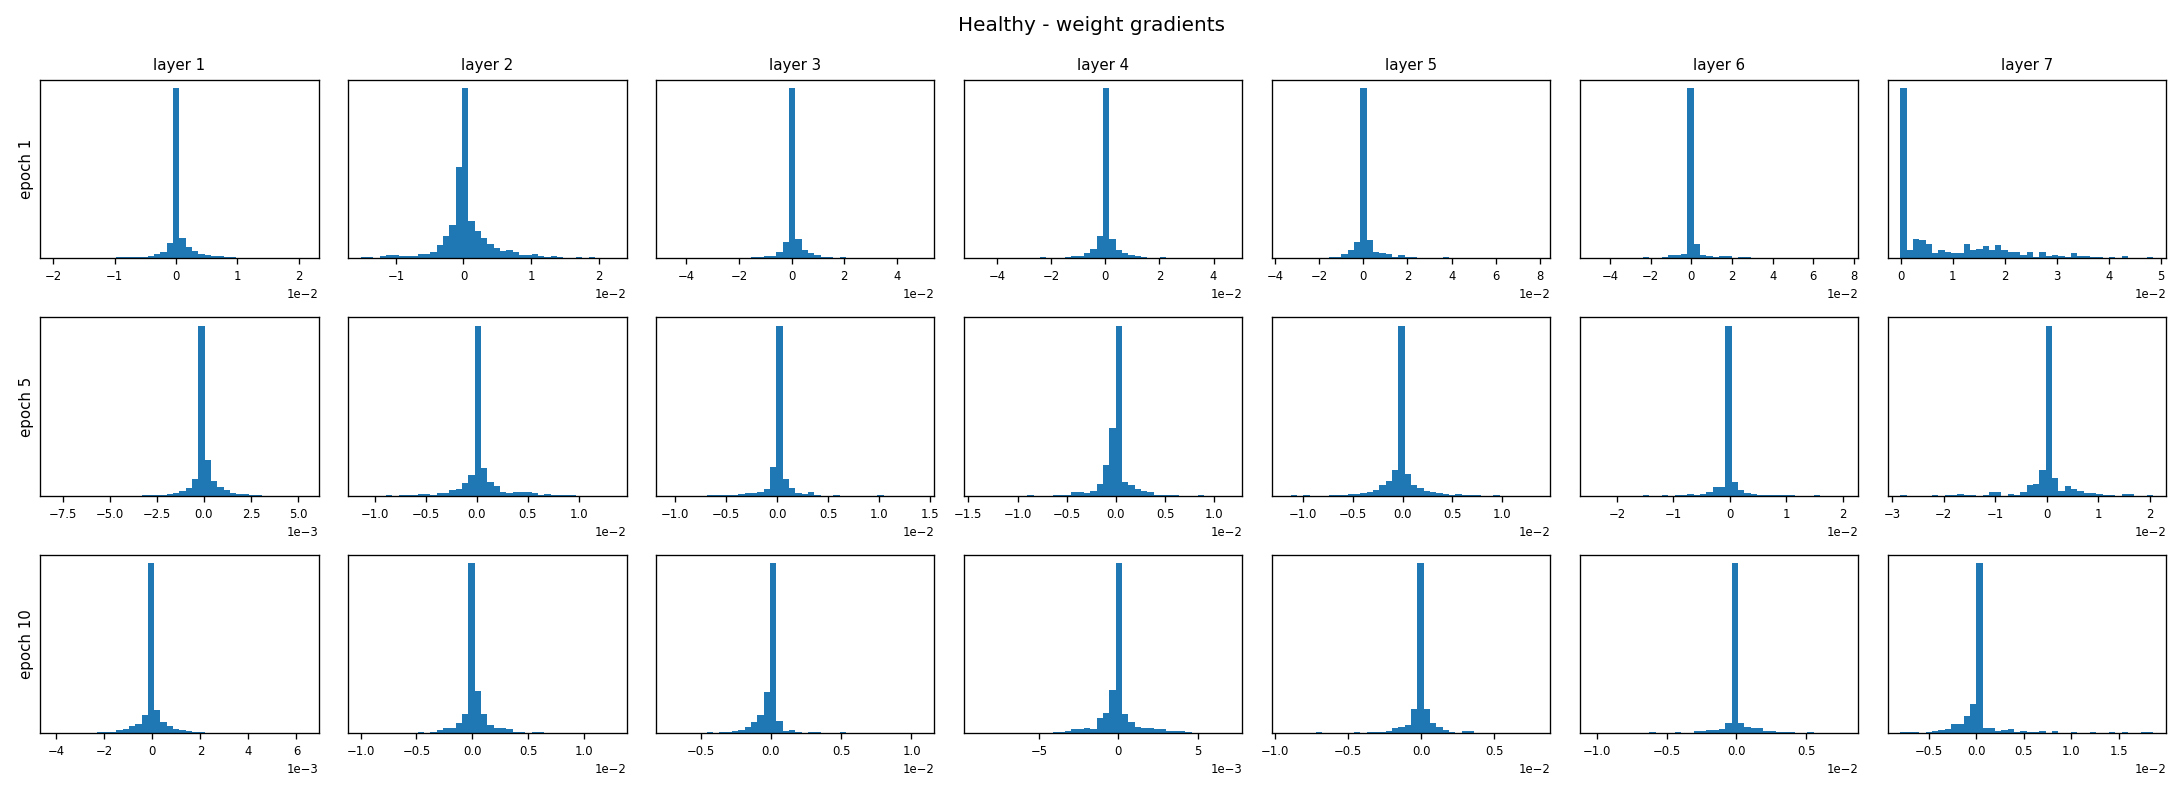 Healthy - weight gradients
layer 1 layer 2 layer 3 layer 4 layer 5 layer 6 layer 7
epoch 1
−2 −1 0 1 2 −1 0 1 2 −4 −2 0 2 4 −4 −2 0 2 4 −4 −2 0 2 4 6 8 −4 −2 0 2 4 6 8 0 1 2 3 4 5
1e−2 1e−2 1e−2 1e−2 1e−2 1e−2 1e−2
epoch 5
−7.5 −5.0 −2.5 0.0 2.5 5.0 −1.0 −0.5 0.0 0.5 1.0 −1.0 −0.5 0.0 0.5 1.0 1.5 −1.5 −1.0 −0.5 0.0 0.5 1.0 −1.0 −0.5 0.0 0.5 1.0 −2 −1 0 1 2 −3 −2 −1 0 1 2
1e−3 1e−2 1e−2 1e−2 1e−2 1e−2 1e−2
epoch 10
−4 −2 0 2 4 6 −1.0 −0.5 0.0 0.5 1.0 −0.5 0.0 0.5 1.0 −5 0 5 −1.0 −0.5 0.0 0.5 −1.0 −0.5 0.0 0.5 −0.5 0.0 0.5 1.0 1.5
1e−3 1e−2 1e−2 1e−3 1e−2 1e−2 1e−2